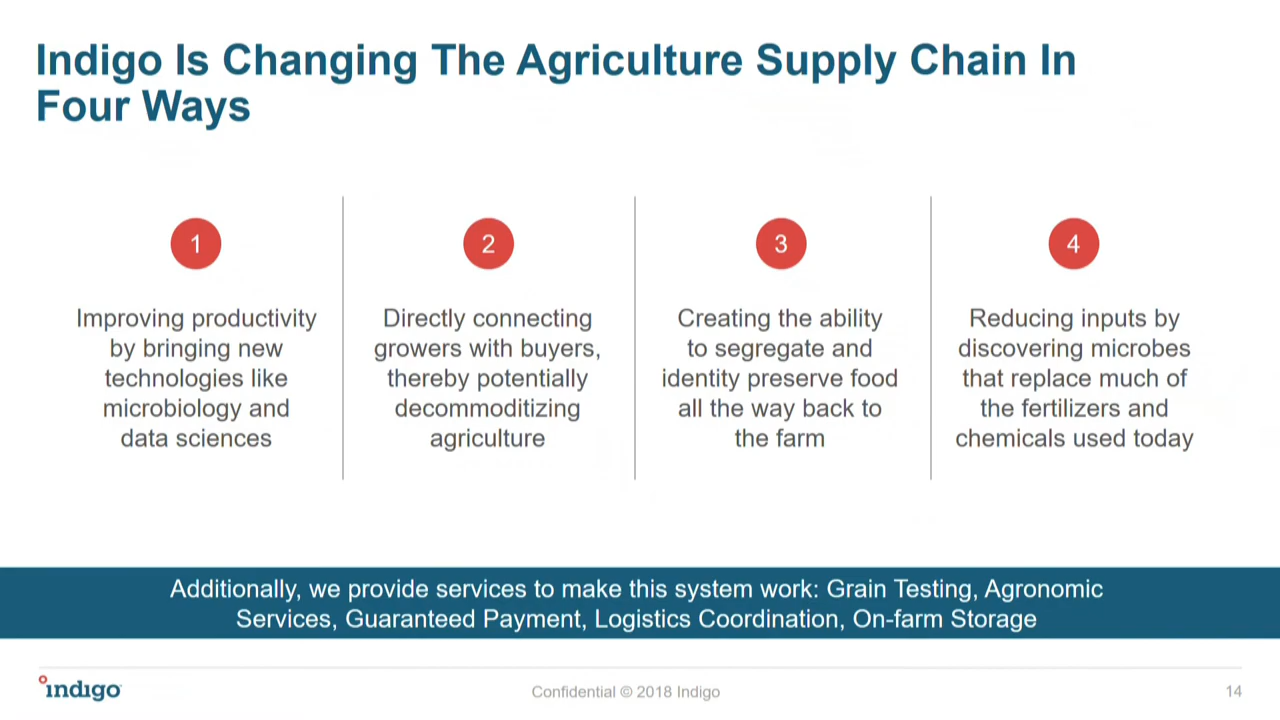 Indigo Is Changing The Agriculture Supply Chain In
Four Ways
1
Improving productivity
by bringing new
technologies like
microbiology and
data sciences
2
Directly connecting
growers with buyers,
thereby potentially
decommoditizing
agriculture
3
Creating the ability
to segregate and
identity preserve food
all the way back to
the farm
4
Reducing inputs by
discovering microbes
that replace much of
the fertilizers and
chemicals used today
Additionally, we provide services to make this system work: Grain Testing, Agronomic
Services, Guaranteed Payment, Logistics Coordination, On-farm Storage
indigo
Confidential © 2018 Indigo
14